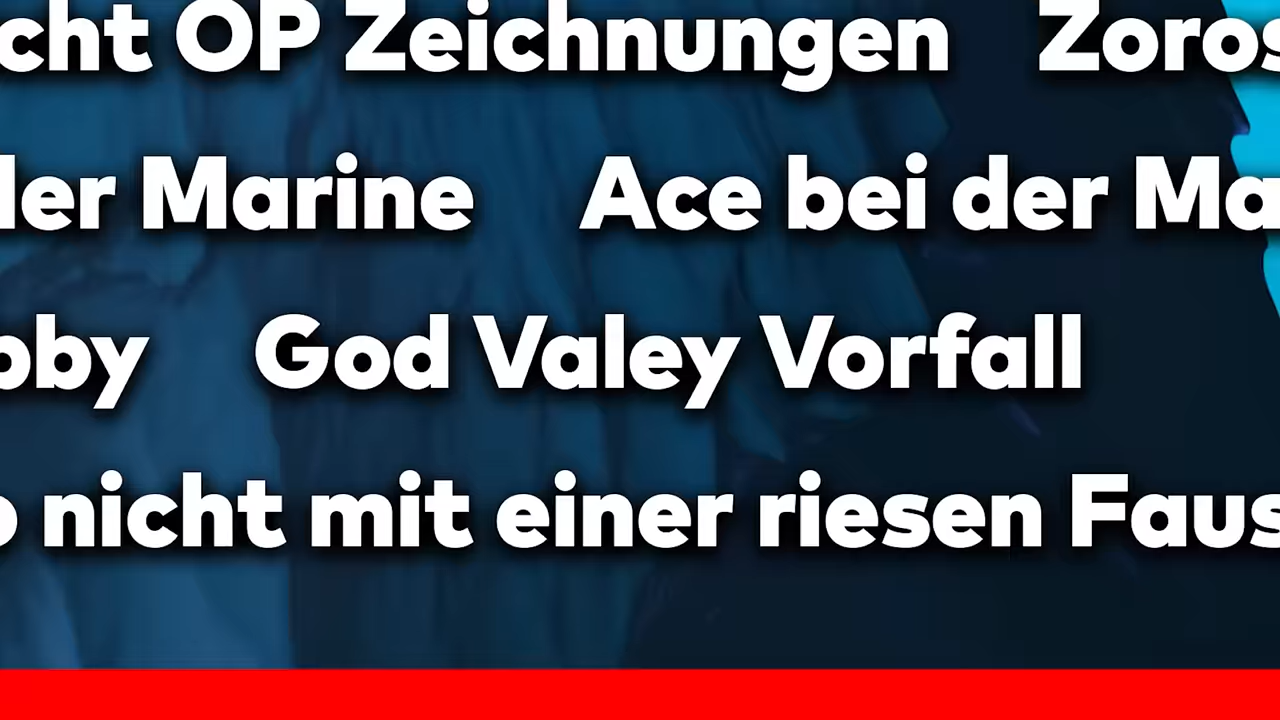 cht OP Zeichnungen Zoros
der Marine Ace bei der Ma
bby God Valey Vorfall
nicht mit einer riesen Faus